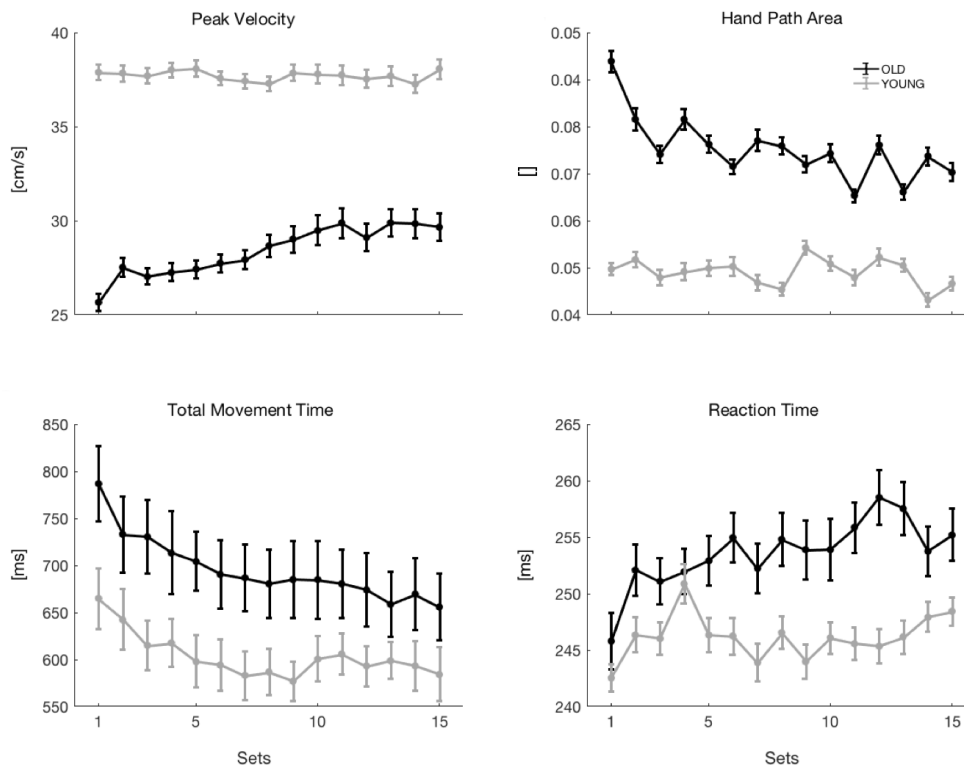 Peak Velocity
40
35
30
25
[cm/s]
Hand Path Area
0.05
0.04
0.08
0.07
0.06
0.05
0.04
[]
OLD
YOUNG
Total Movement Time
850
800
750
700
650
600
550
[ms]
1 5 10 15
Sets
Reaction Time
265
260
255
250
245
240
[ms]
1 5 10 15
Sets